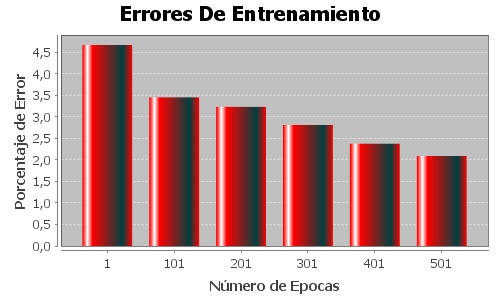 Errores De Entrenamiento
Porcentaje de Error
4,5
4,0
3,5
3,0
2,5
2,0
1,5
1,0
0,5
0,0
1 101 201 301 401 501
Número de Epocas